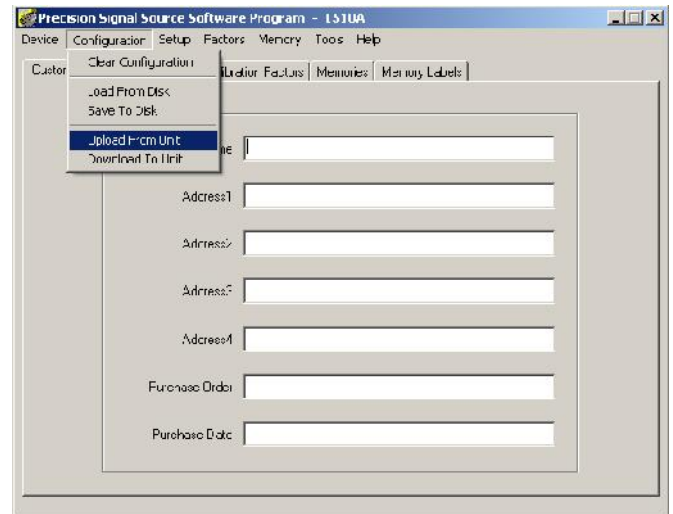 Precision Signal Source Software Program - 1510A
Device Configuration Setup Factors Memory Tools Help
Clear Configuration
Load From Disk
Save To Disk
Upload From Unit
Download To Unit
Memories Memory Labels
Address1
Address2
Address3
Address4
Purchase Order
Purchase Date